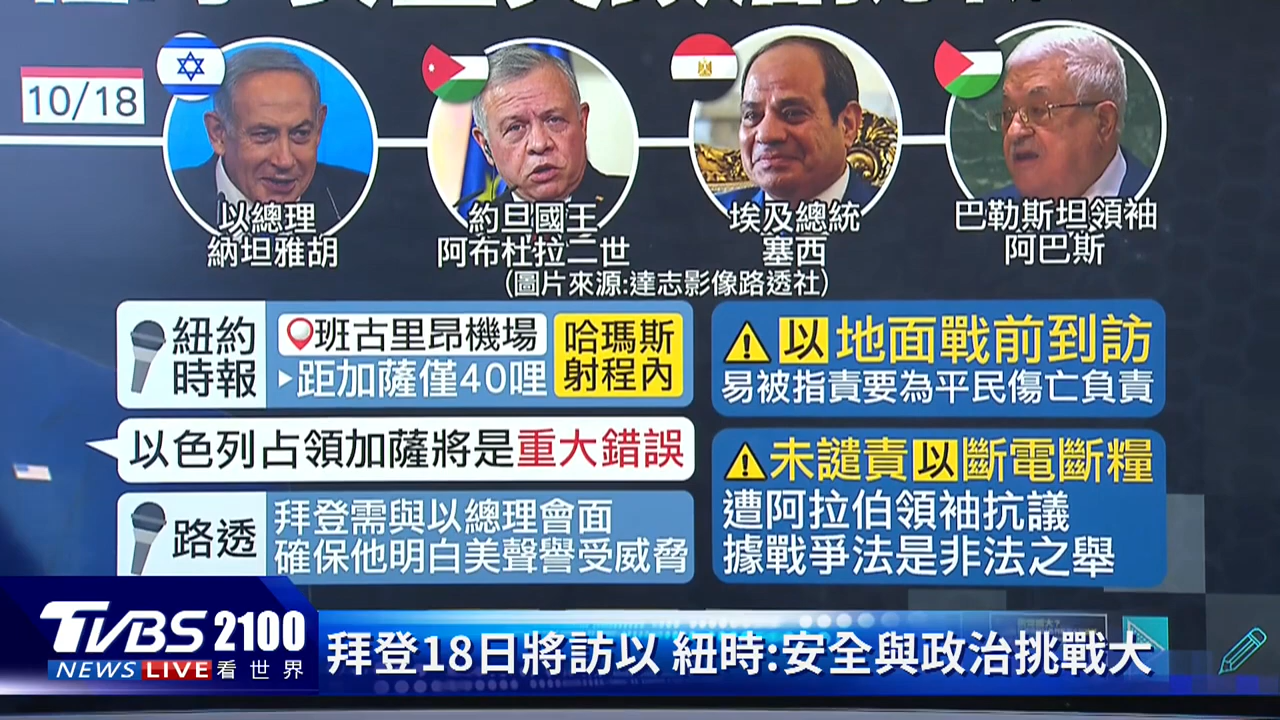 10/18
以總理
納坦雅胡
約旦國王
阿布杜拉二世
埃及總統
塞西
巴勒斯坦領袖
阿巴斯
(圖片來源:達志影像路透社)
紐約
時報
班古里昂機場
距加薩僅40哩
哈瑪斯
射程內
以色列占領加薩將是重大錯誤
路透
拜登需與以總理會面
確保他明白美聲譽受威脅
以地面戰前到訪
易被指責要為平民傷亡負責
未譴責以斷電斷糧
遭阿拉伯領袖抗議
據戰爭法是非法之舉
TVBS 2100
NEWS LIVE 看世界
拜登18日將訪以 紐時:安全與政治挑戰大